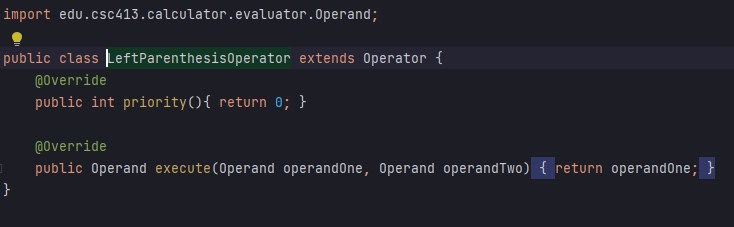 import edu.csc413.calculator.evaluator.Operand;
public class LeftParenthesisOperator extends Operator {
@Override
public int priority(){ return 0; }
@Override
public Operand execute(Operand operandOne, Operand operandTwo) { return operandOne; }
}